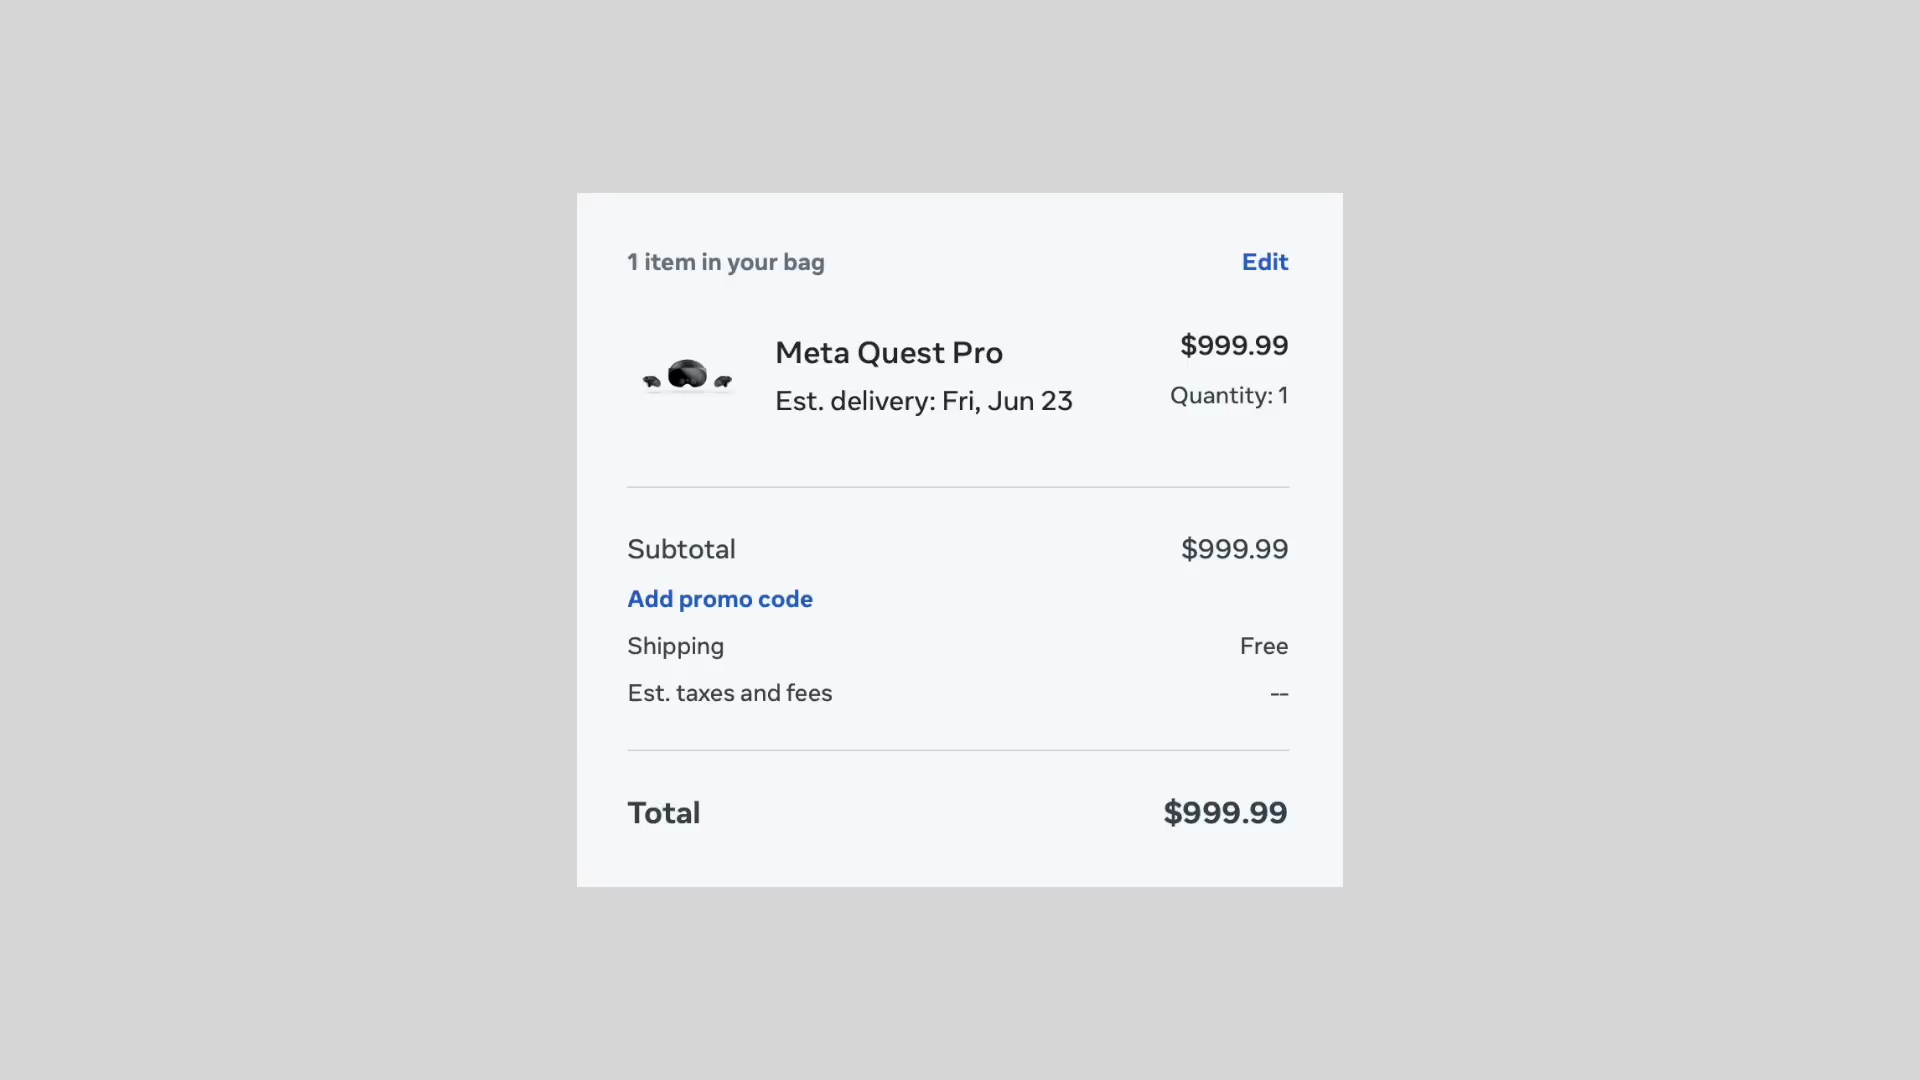 1 item in your bag
Edit
Meta Quest Pro
$999.99
Est. delivery: Fri, Jun 23
Quantity: 1
Subtotal
$999.99
Add promo code
Shipping
Free
Est. taxes and fees
--
Total
$999.99